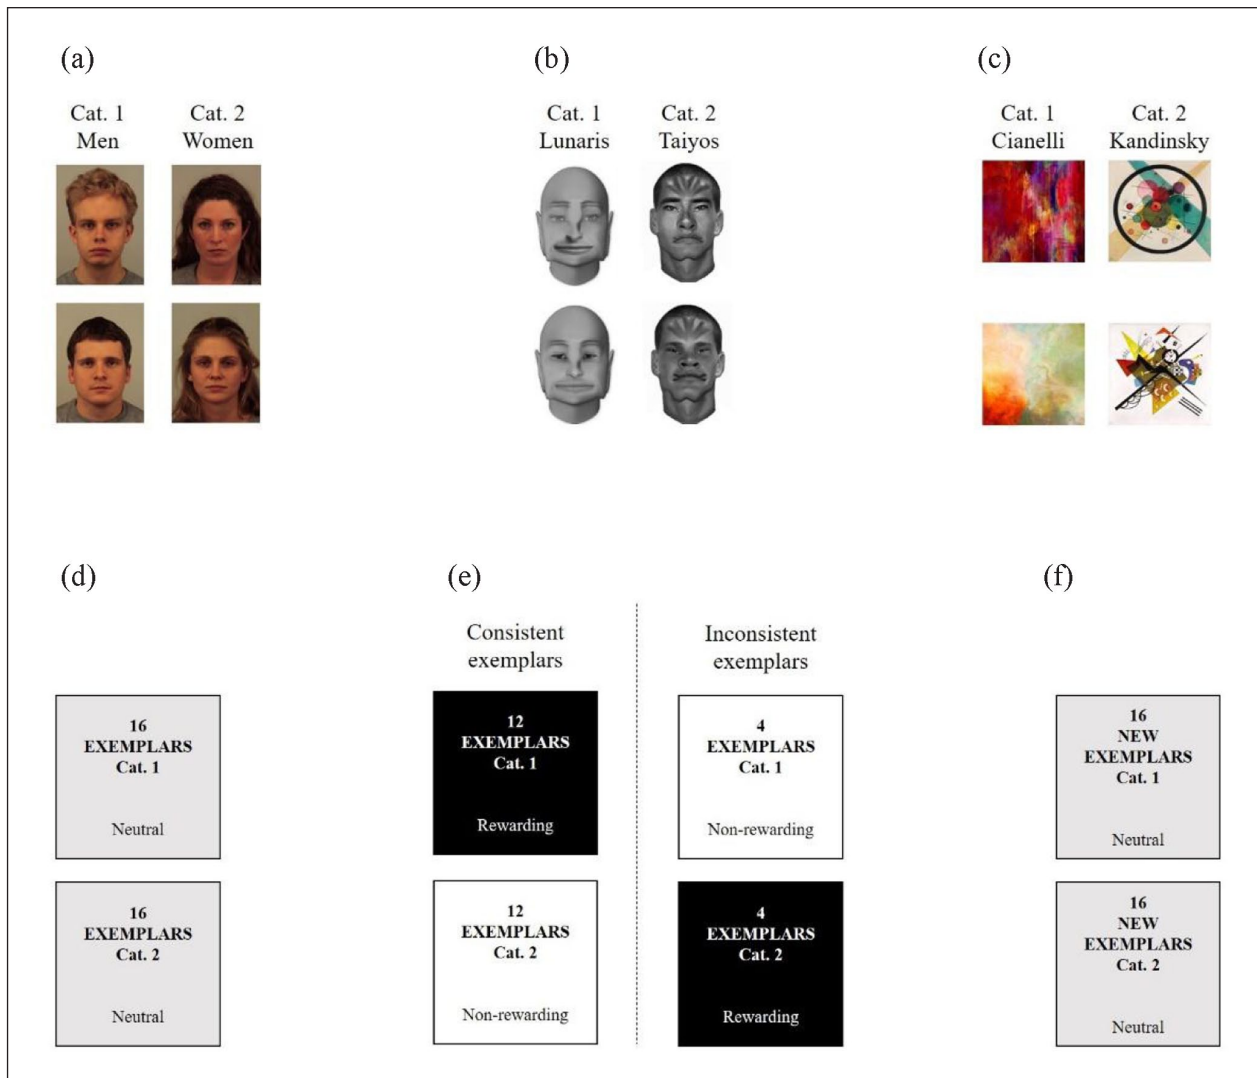 (a)
Cat. 1
Men
Cat. 2
Women
(b)
Cat. 1
Lunaris
Cat. 2
Taiyos
(c)
Cat. 1
Cianelli
Cat. 2
Kandinsky
(d)
16
EXEMPLARS
Cat. 1
Neutral
16
EXEMPLARS
Cat. 2
Neutral
(e)
Consistent
exemplars
12
EXEMPLARS
Cat. 1
Rewarding
12
EXEMPLARS
Cat. 2
Non-rewarding
Inconsistent
exemplars
4
EXEMPLARS
Cat. 1
Non-rewarding
4
EXEMPLARS
Cat. 2
Rewarding
(f)
16
NEW
EXEMPLARS
Cat. 1
Neutral
16
NEW
EXEMPLARS
Cat. 2
Neutral